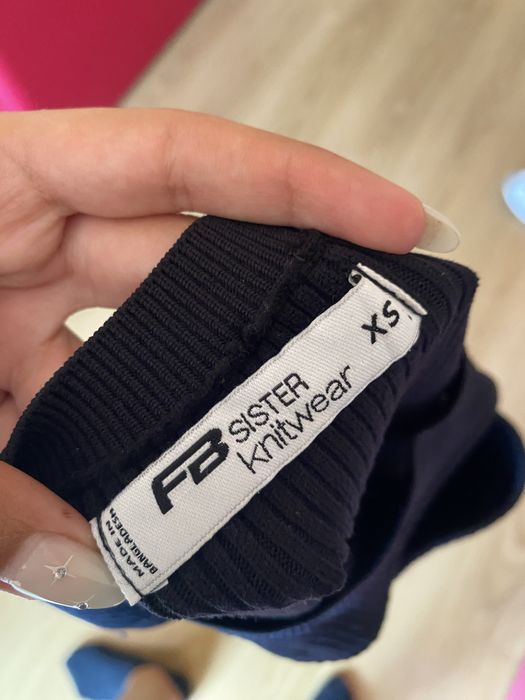 FB SISTER
knitwear
XS
MADE IN
BANGLADESH